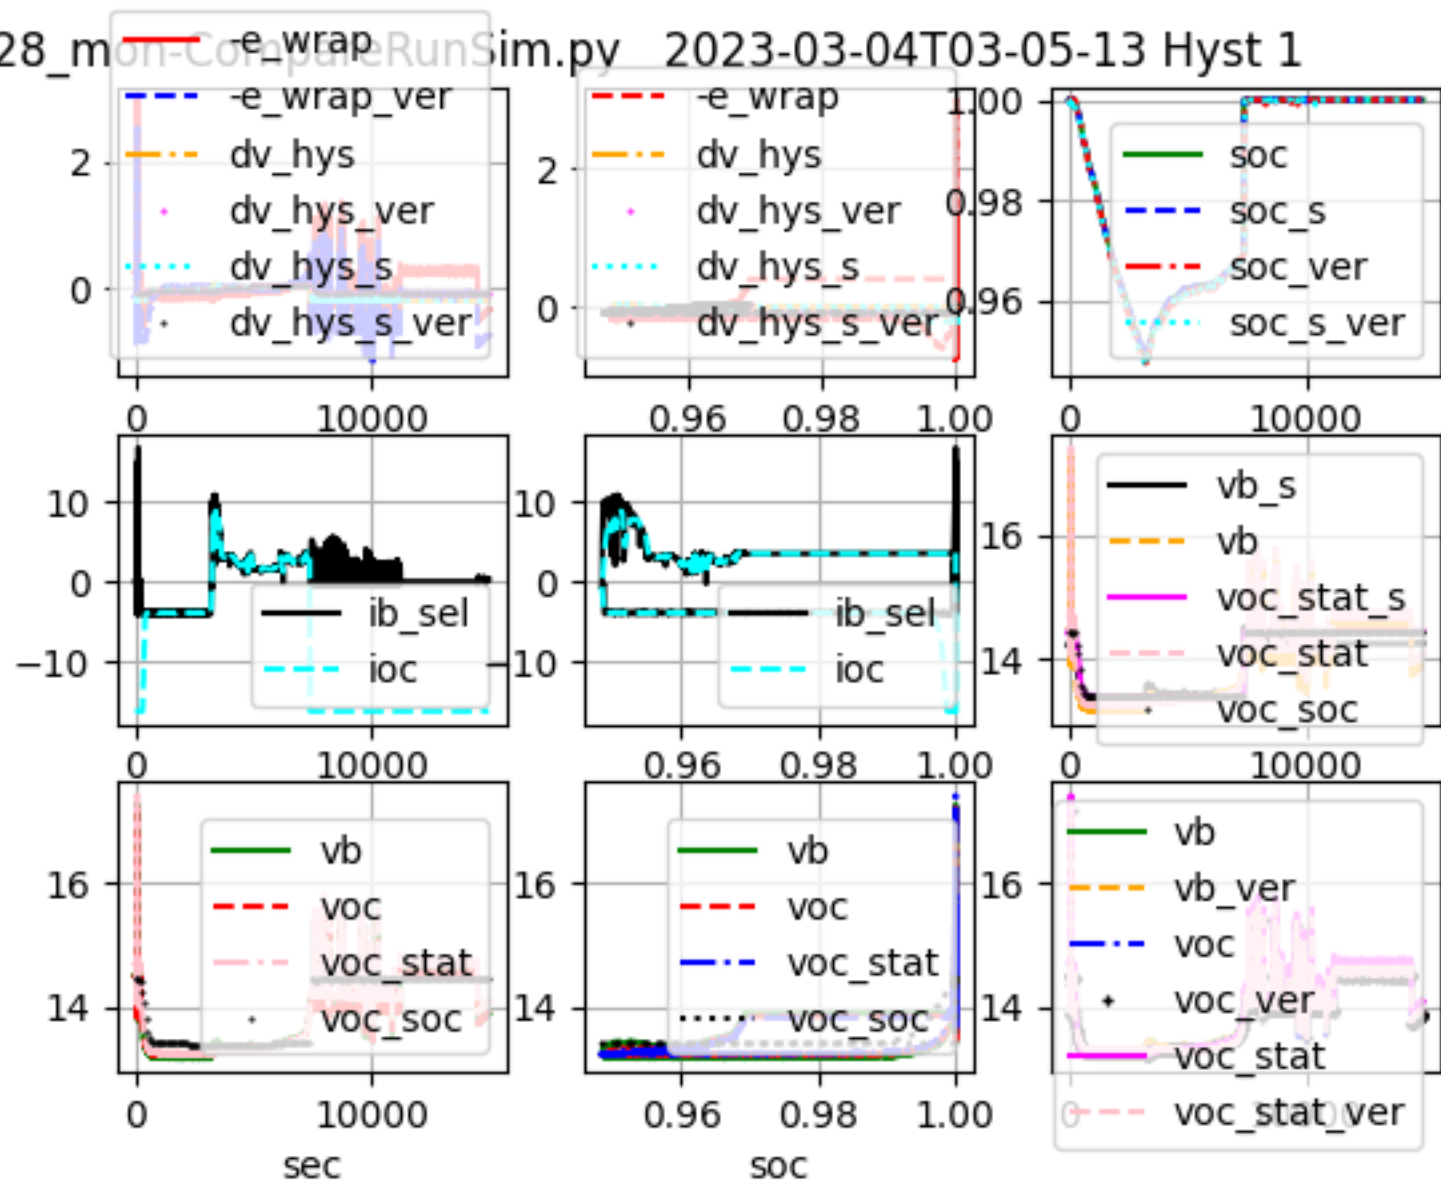 28_mon-CompareRunSim.py   2023-03-04T03-05-13 Hyst 1
-e_wrap
-e_wrap_ver
dv_hys
dv_hys_ver
dv_hys_s
dv_hys_s_ver
2
0
0
10000
-e_wrap
dv_hys
dv_hys_ver
dv_hys_s
dv_hys_s_ver
2
0
0.96
0.98
1.00
soc
soc_s
soc_ver
soc_s_ver
1.00
0.98
0.96
0
10000
ib_sel
ioc
10
0
−10
0
10000
ib_sel
ioc
10
0
−10
0.96
0.98
1.00
vb_s
vb
voc_stat_s
voc_stat
voc_soc
16
14
0
10000
vb
voc
voc_stat
voc_soc
16
14
0
10000
sec
vb
voc
voc_stat
voc_soc
16
14
0.96
0.98
1.00
soc
vb
vb_ver
voc
voc_ver
voc_stat
voc_stat_ver
16
14
0
10000